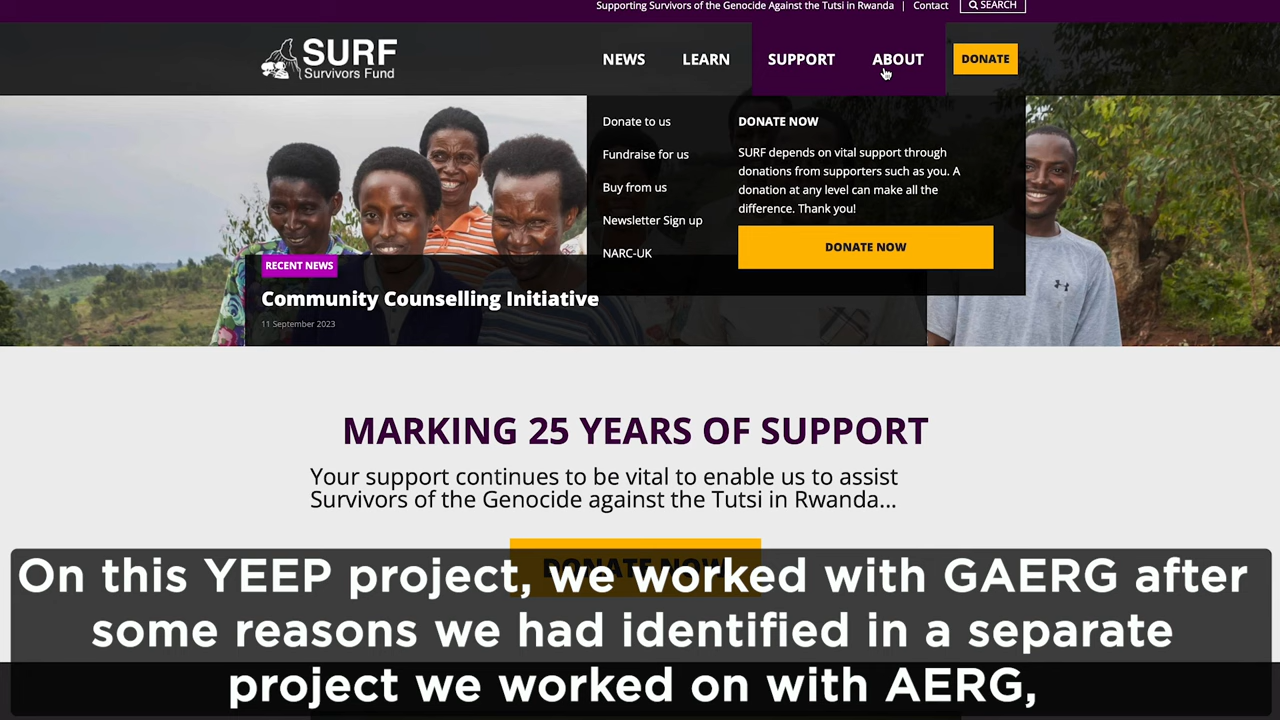 Supporting Survivors of the Genocide Against the Tutsi in Rwanda | Contact SEARCH
SURF
Survivors Fund
NEWS LEARN SUPPORT ABOUT DONATE
Donate to us
Fundraise for us
Buy from us
Newsletter Sign up
NARC-UK
DONATE NOW
SURF depends on vital support through
donations from supporters such as you. A
donation at any level can make all the
difference. Thank you!
DONATE NOW
RECENT NEWS
Community Counselling Initiative
11 September 2023
MARKING 25 YEARS OF SUPPORT
Your support continues to be vital to enable us to assist
Survivors of the Genocide against the Tutsi in Rwanda...
DONATE NOW
On this YEEP project, we worked with GAERG after
some reasons we had identified in a separate
project we worked on with AERG,